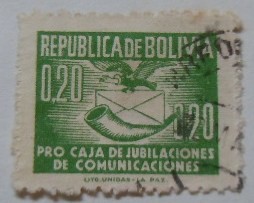 REPUBLICA DE BOLIVIA
0,20 0,20
PRO CAJA DE JUBILACIONES
DE COMUNICACIONES
LITO. UNIDAS - LA PAZ.